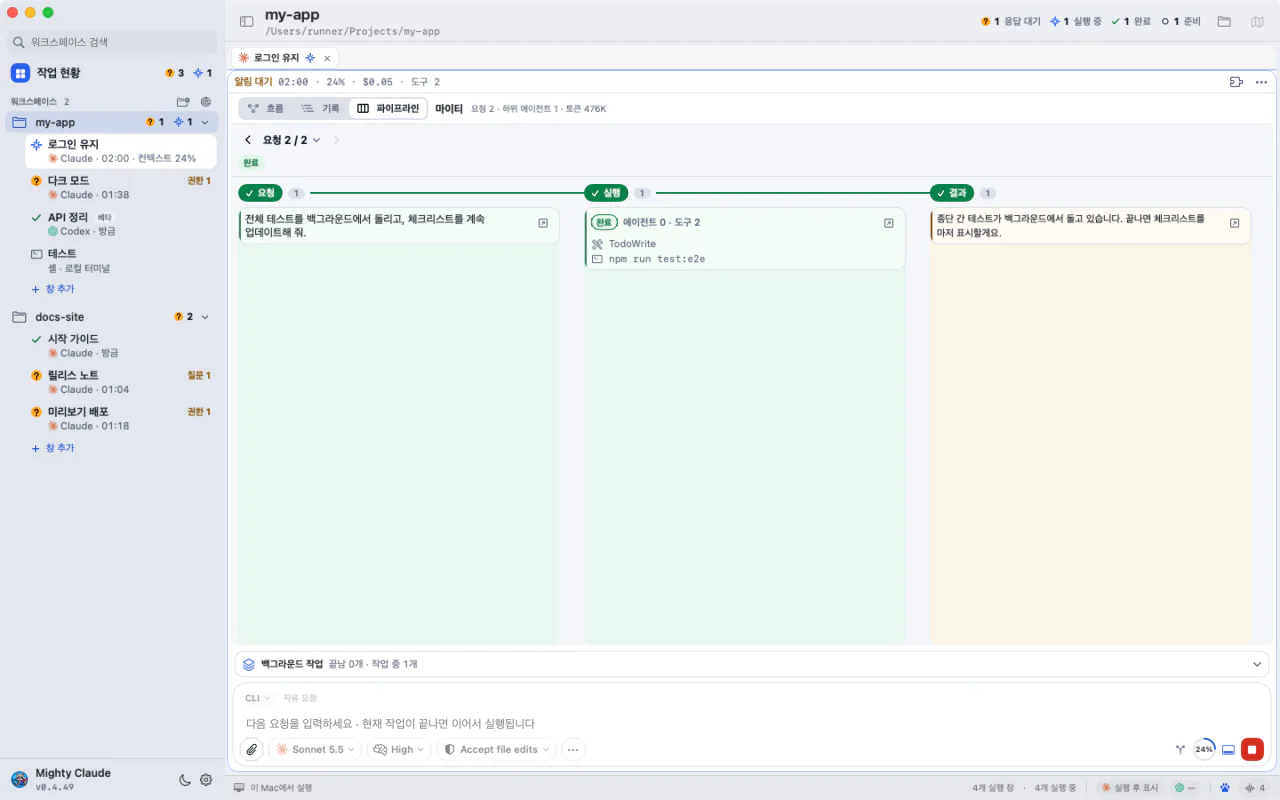 워크스페이스 검색
작업 현황
3
1
워크스페이스 2
my-app
1
1
로그인 유지
Claude · 02:00 · 컨텍스트 24%
다크 모드
권한 1
Claude · 01:38
API 정리 베타
Codex · 방금
테스트
셸 · 로컬 터미널
+ 창 추가
docs-site
2
시작 가이드
Claude · 방금
릴리스 노트
질문 1
Claude · 01:04
미리보기 배포
권한 1
Claude · 01:18
+ 창 추가
Mighty Claude
v0.4.49
my-app
/Users/runner/Projects/my-app
1 응답 대기
1 실행 중
1 완료
1 준비
로그인 유지
알림 대기 02:00 · 24% · $0.05 · 도구 2
흐름
기록
파이프라인
마이티
요청 2 · 하위 에이전트 1 · 토큰 476K
요청 2 / 2
완료
요청
1
실행
1
결과
1
전체 테스트를 백그라운드에서 돌리고, 체크리스트를 계속
업데이트해 줘.
완료 에이전트 0 · 도구 2
TodoWrite
npm run test:e2e
종단 간 테스트가 백그라운드에서 돌고 있습니다. 끝나면 체크리스트를
마저 표시할게요.
백그라운드 작업 끝남 0개 · 작업 중 1개
CLI
자유 요청
다음 요청을 입력하세요 · 현재 작업이 끝나면 이어서 실행됩니다
Sonnet 5.5
High
Accept file edits
24%
이 Mac에서 실행
4개 실행 창 · 4개 실행 중
실행 후 표시
4